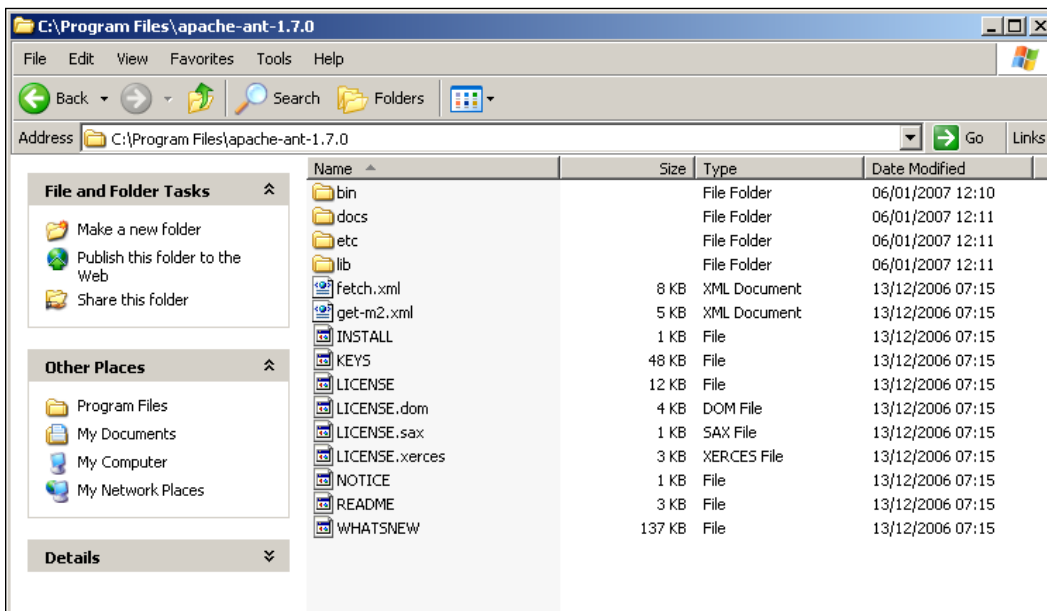 C:\Program Files\apache-ant-1.7.0
File Edit View Favorites Tools Help
Back Search Folders
Address C:\Program Files\apache-ant-1.7.0 Go Links
File and Folder Tasks
Make a new folder
Publish this folder to the
Web
Share this folder
Other Places
Program Files
My Documents
My Computer
My Network Places
Details
Name Size Type Date Modified
bin File Folder 06/01/2007 12:10
docs File Folder 06/01/2007 12:11
etc File Folder 06/01/2007 12:11
lib File Folder 06/01/2007 12:11
fetch.xml 8 KB XML Document 13/12/2006 07:15
get-m2.xml 5 KB XML Document 13/12/2006 07:15
INSTALL 1 KB File 13/12/2006 07:15
KEYS 48 KB File 13/12/2006 07:15
LICENSE 12 KB File 13/12/2006 07:15
LICENSE.dom 4 KB DOM File 13/12/2006 07:15
LICENSE.sax 1 KB SAX File 13/12/2006 07:15
LICENSE.xerces 3 KB XERCES File 13/12/2006 07:15
NOTICE 1 KB File 13/12/2006 07:15
README 3 KB File 13/12/2006 07:15
WHATSNEW 137 KB File 13/12/2006 07:15